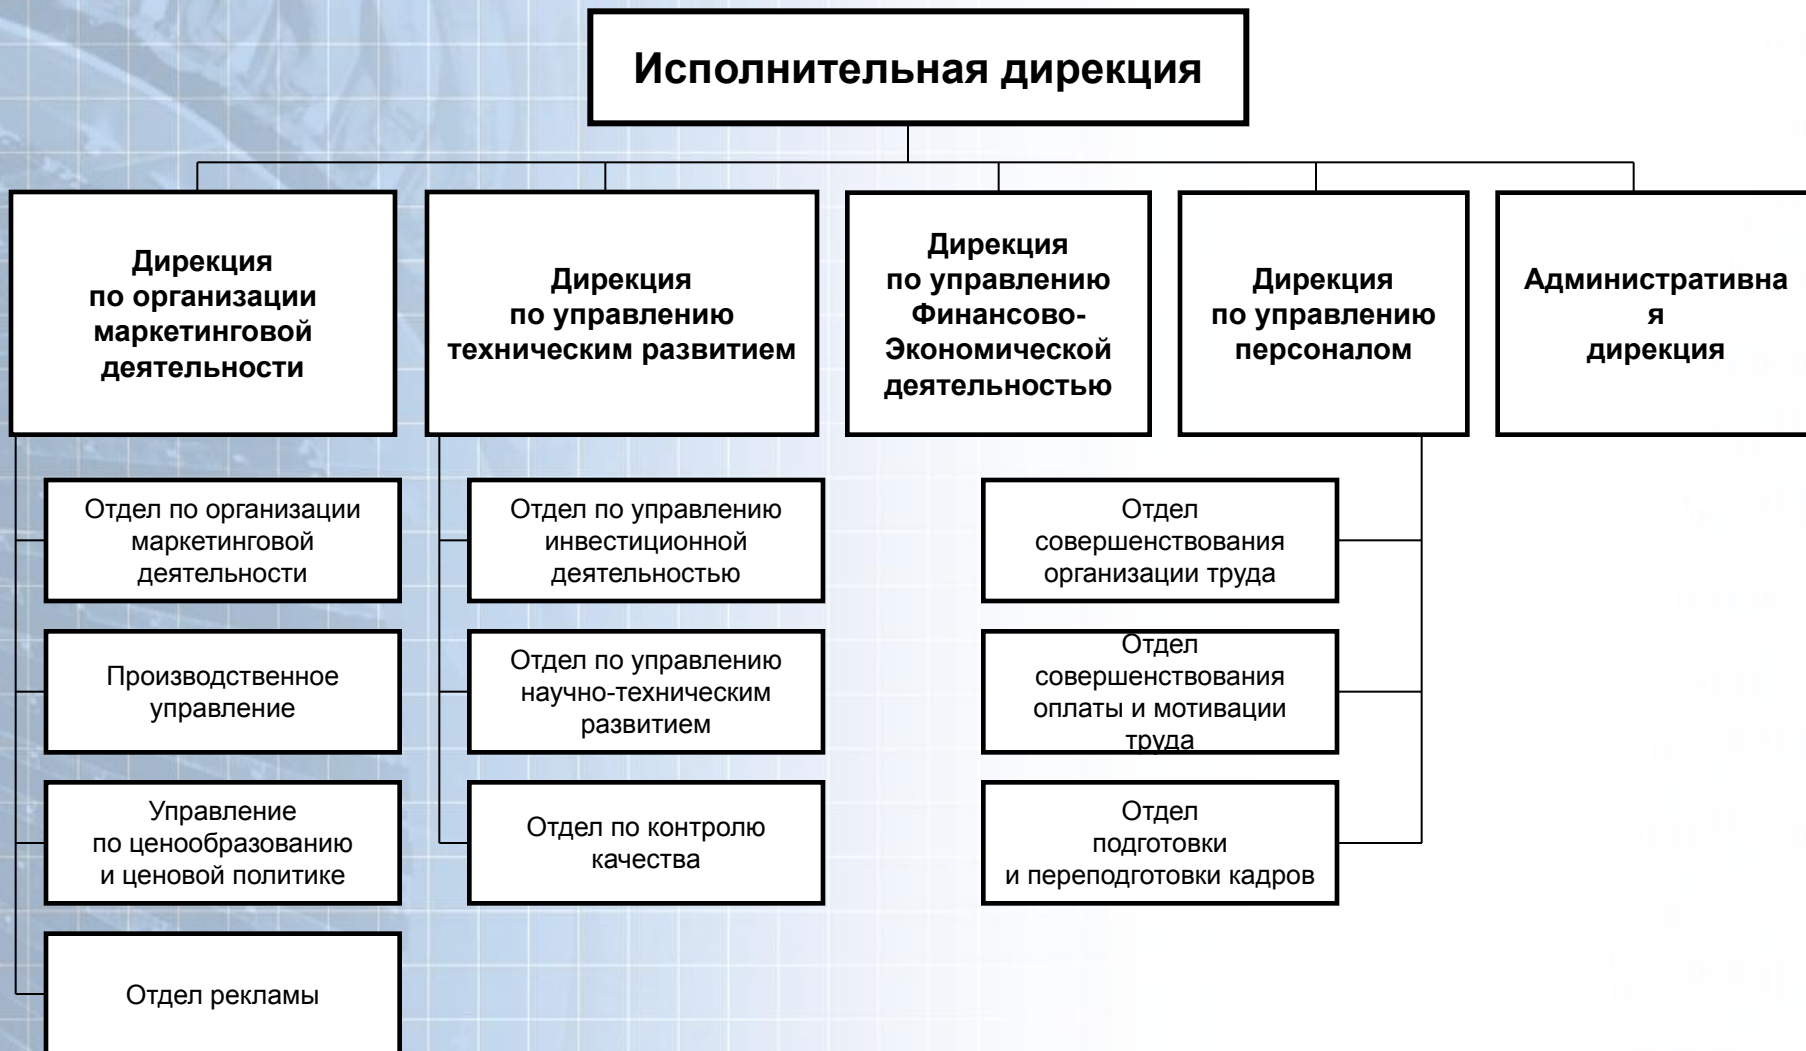 Исполнительная дирекция
Дирекция
по организации
маркетинговой
деятельности
Дирекция
по управлению
техническим развитием
Дирекция
по управлению
Финансово-
Экономической
деятельностью
Дирекция
по управлению
персоналом
Административна
я
дирекция
Отдел по организации
маркетинговой
деятельности
Производственное
управление
Управление
по ценообразованию
и ценовой политике
Отдел рекламы
Отдел по управлению
инвестиционной
деятельностью
Отдел по управлению
научно-техническим
развитием
Отдел по контролю
качества
Отдел
совершенствования
организации труда
Отдел
совершенствования
оплаты и мотивации
труда
Отдел
подготовки
и переподготовки кадров